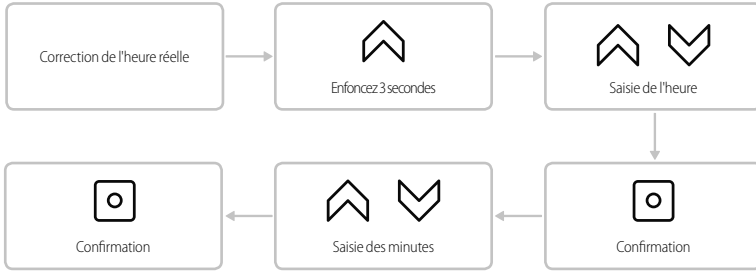 Correction de l'heure réelle
Enfoncez 3 secondes
Saisie de l'heure
Confirmation
Saisie des minutes
Confirmation